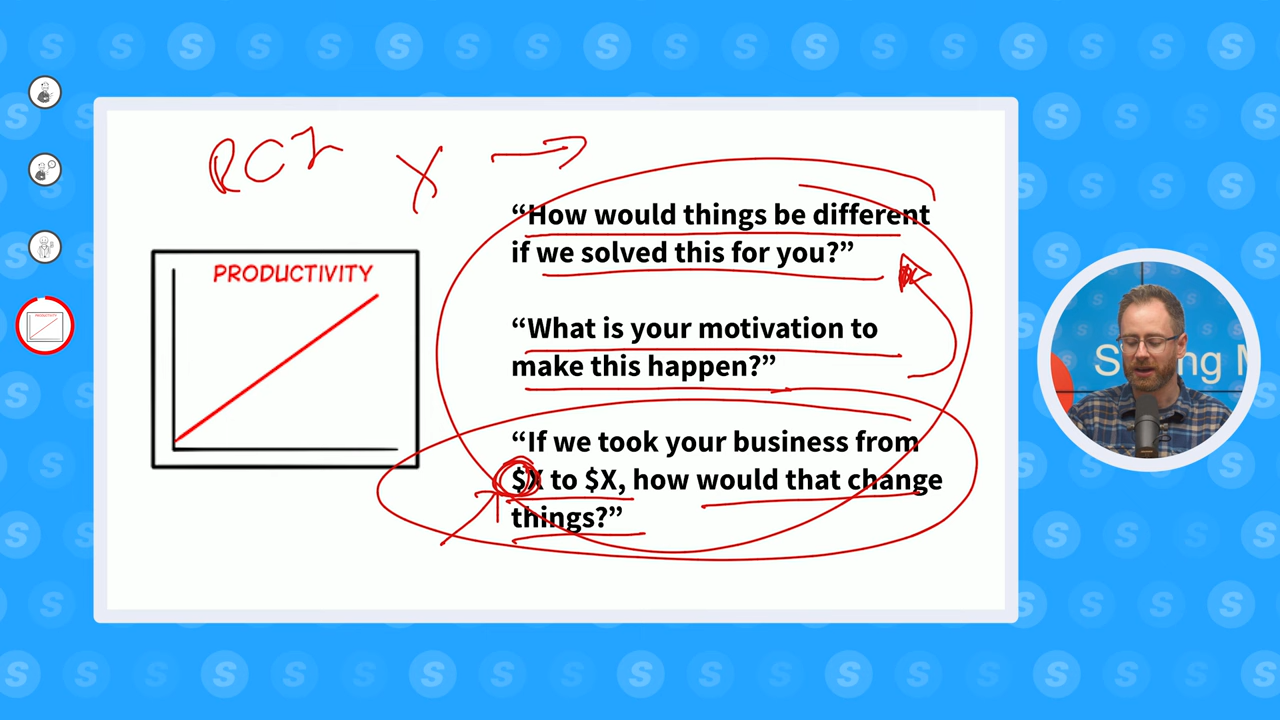 X
“How would things be different
if we solved this for you?”
PRODUCTIVITY
“What is your motivation to
make this happen?”
“If we took your business from
$X to $X, how would that change
things?”